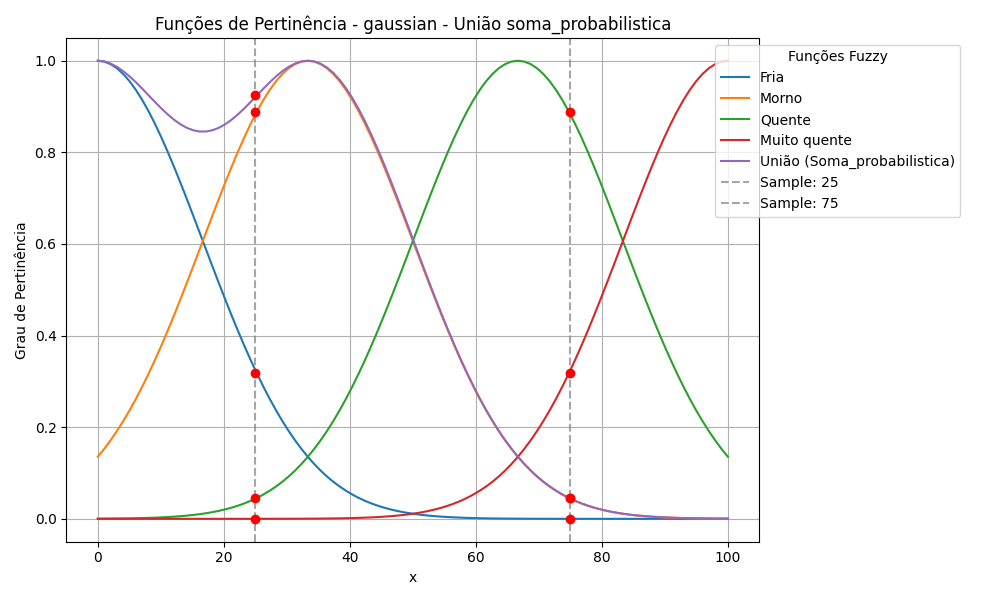 Funções de Pertinência - gaussian - União soma_probabilistica
Grau de Pertinência
1.0
0.8
0.6
0.4
0.2
0.0
0
20
40
60
80
100
x
Funções Fuzzy
Fria
Morno
Quente
Muito quente
União (Soma_probabilistica)
Sample: 25
Sample: 75